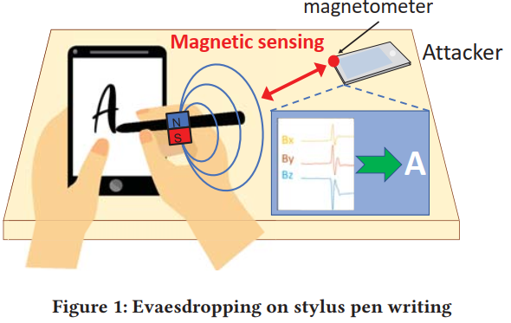 magnetometer
Magnetic sensing
Attacker
A
N
S
Bx
By
Bz
A
Figure 1: Evaesdropping on stylus pen writing